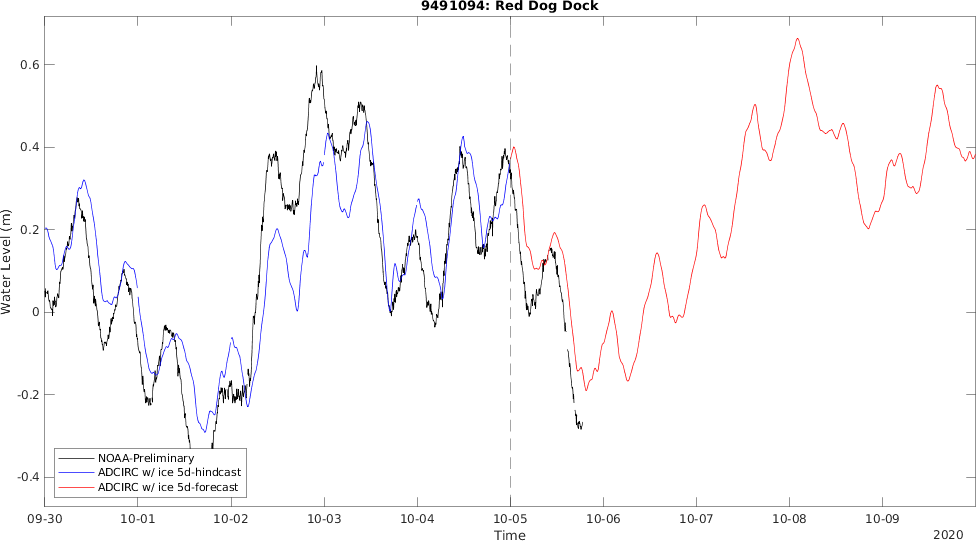 9491094: Red Dog Dock
Water Level (m)
0.6
0.4
0.2
0
-0.2
-0.4
NOAA-Preliminary
ADCIRC w/ ice 5d-hindcast
ADCIRC w/ ice 5d-forecast
09-30 10-01 10-02 10-03 10-04 10-05 10-06 10-07 10-08 10-09
Time
2020